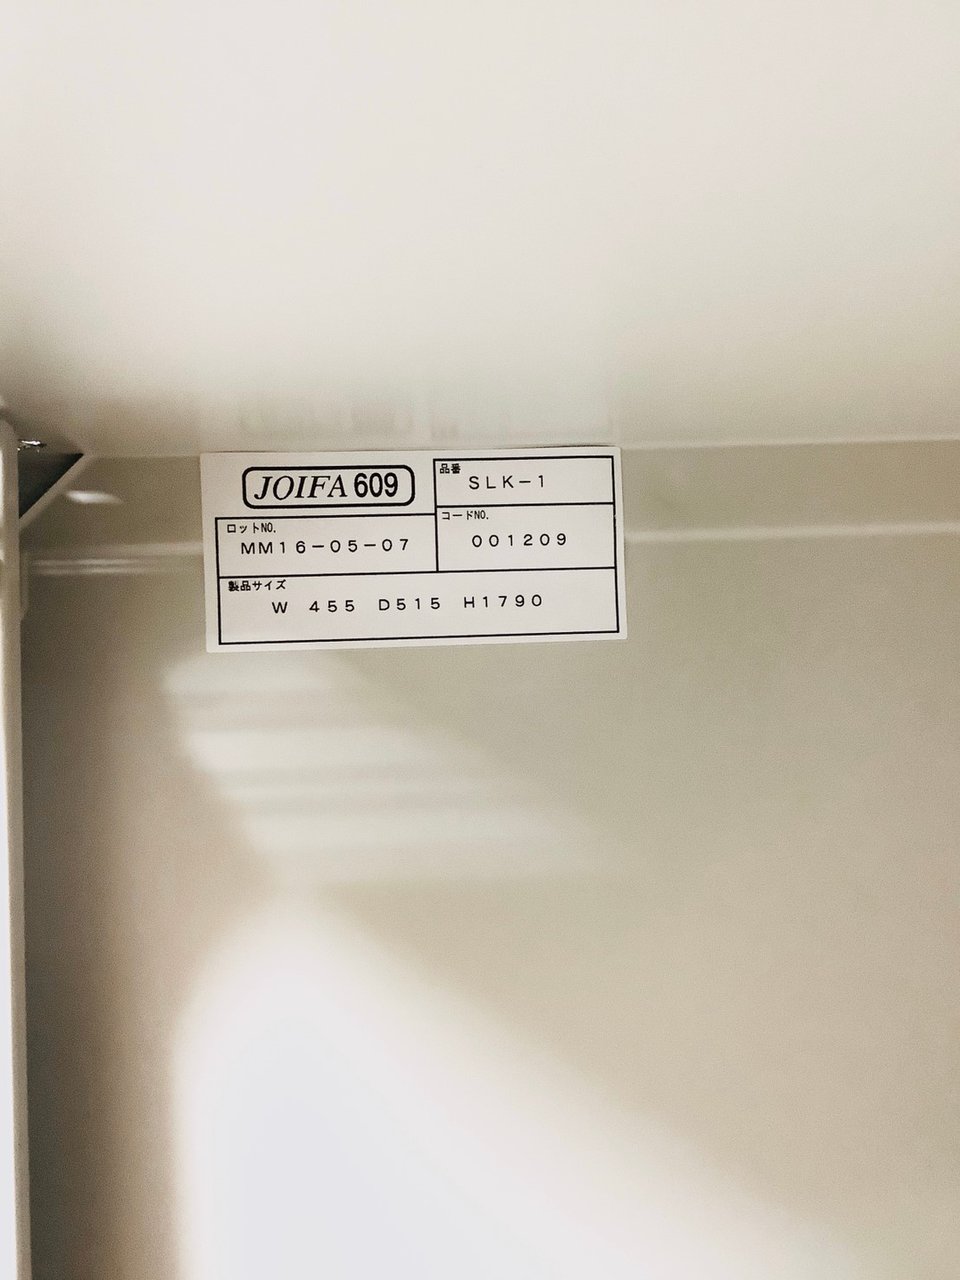 JOIFA 609
品番
SLK-1
ロットNO.
MM16-05-07
コードNO.
001209
製品サイズ
W 455 D515 H1790